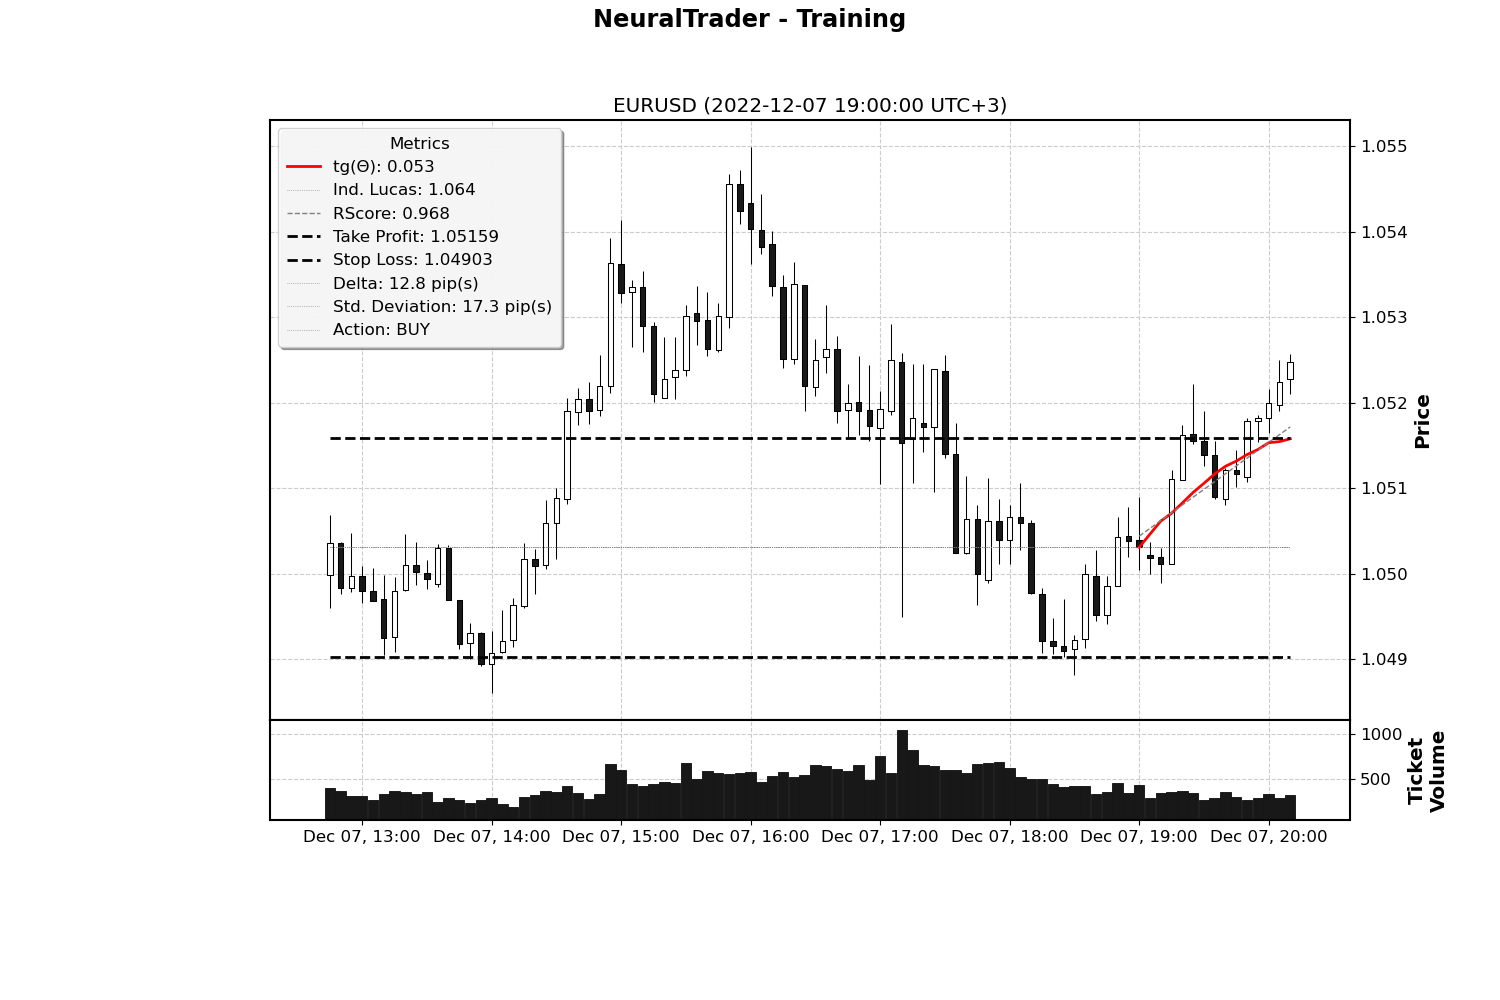 NeuralTrader - Training
EURUSD (2022-12-07 19:00:00 UTC+3)
Metrics
tg(Θ): 0.053
Ind. Lucas: 1.064
RScore: 0.968
Take Profit: 1.05159
Stop Loss: 1.04903
Delta: 12.8 pip(s)
Std. Deviation: 17.3 pip(s)
Action: BUY
1.055
1.054
1.053
1.052
1.051
1.050
1.049
Price
1000
500
Ticket
Volume
Dec 07, 13:00
Dec 07, 14:00
Dec 07, 15:00
Dec 07, 16:00
Dec 07, 17:00
Dec 07, 18:00
Dec 07, 19:00
Dec 07, 20:00